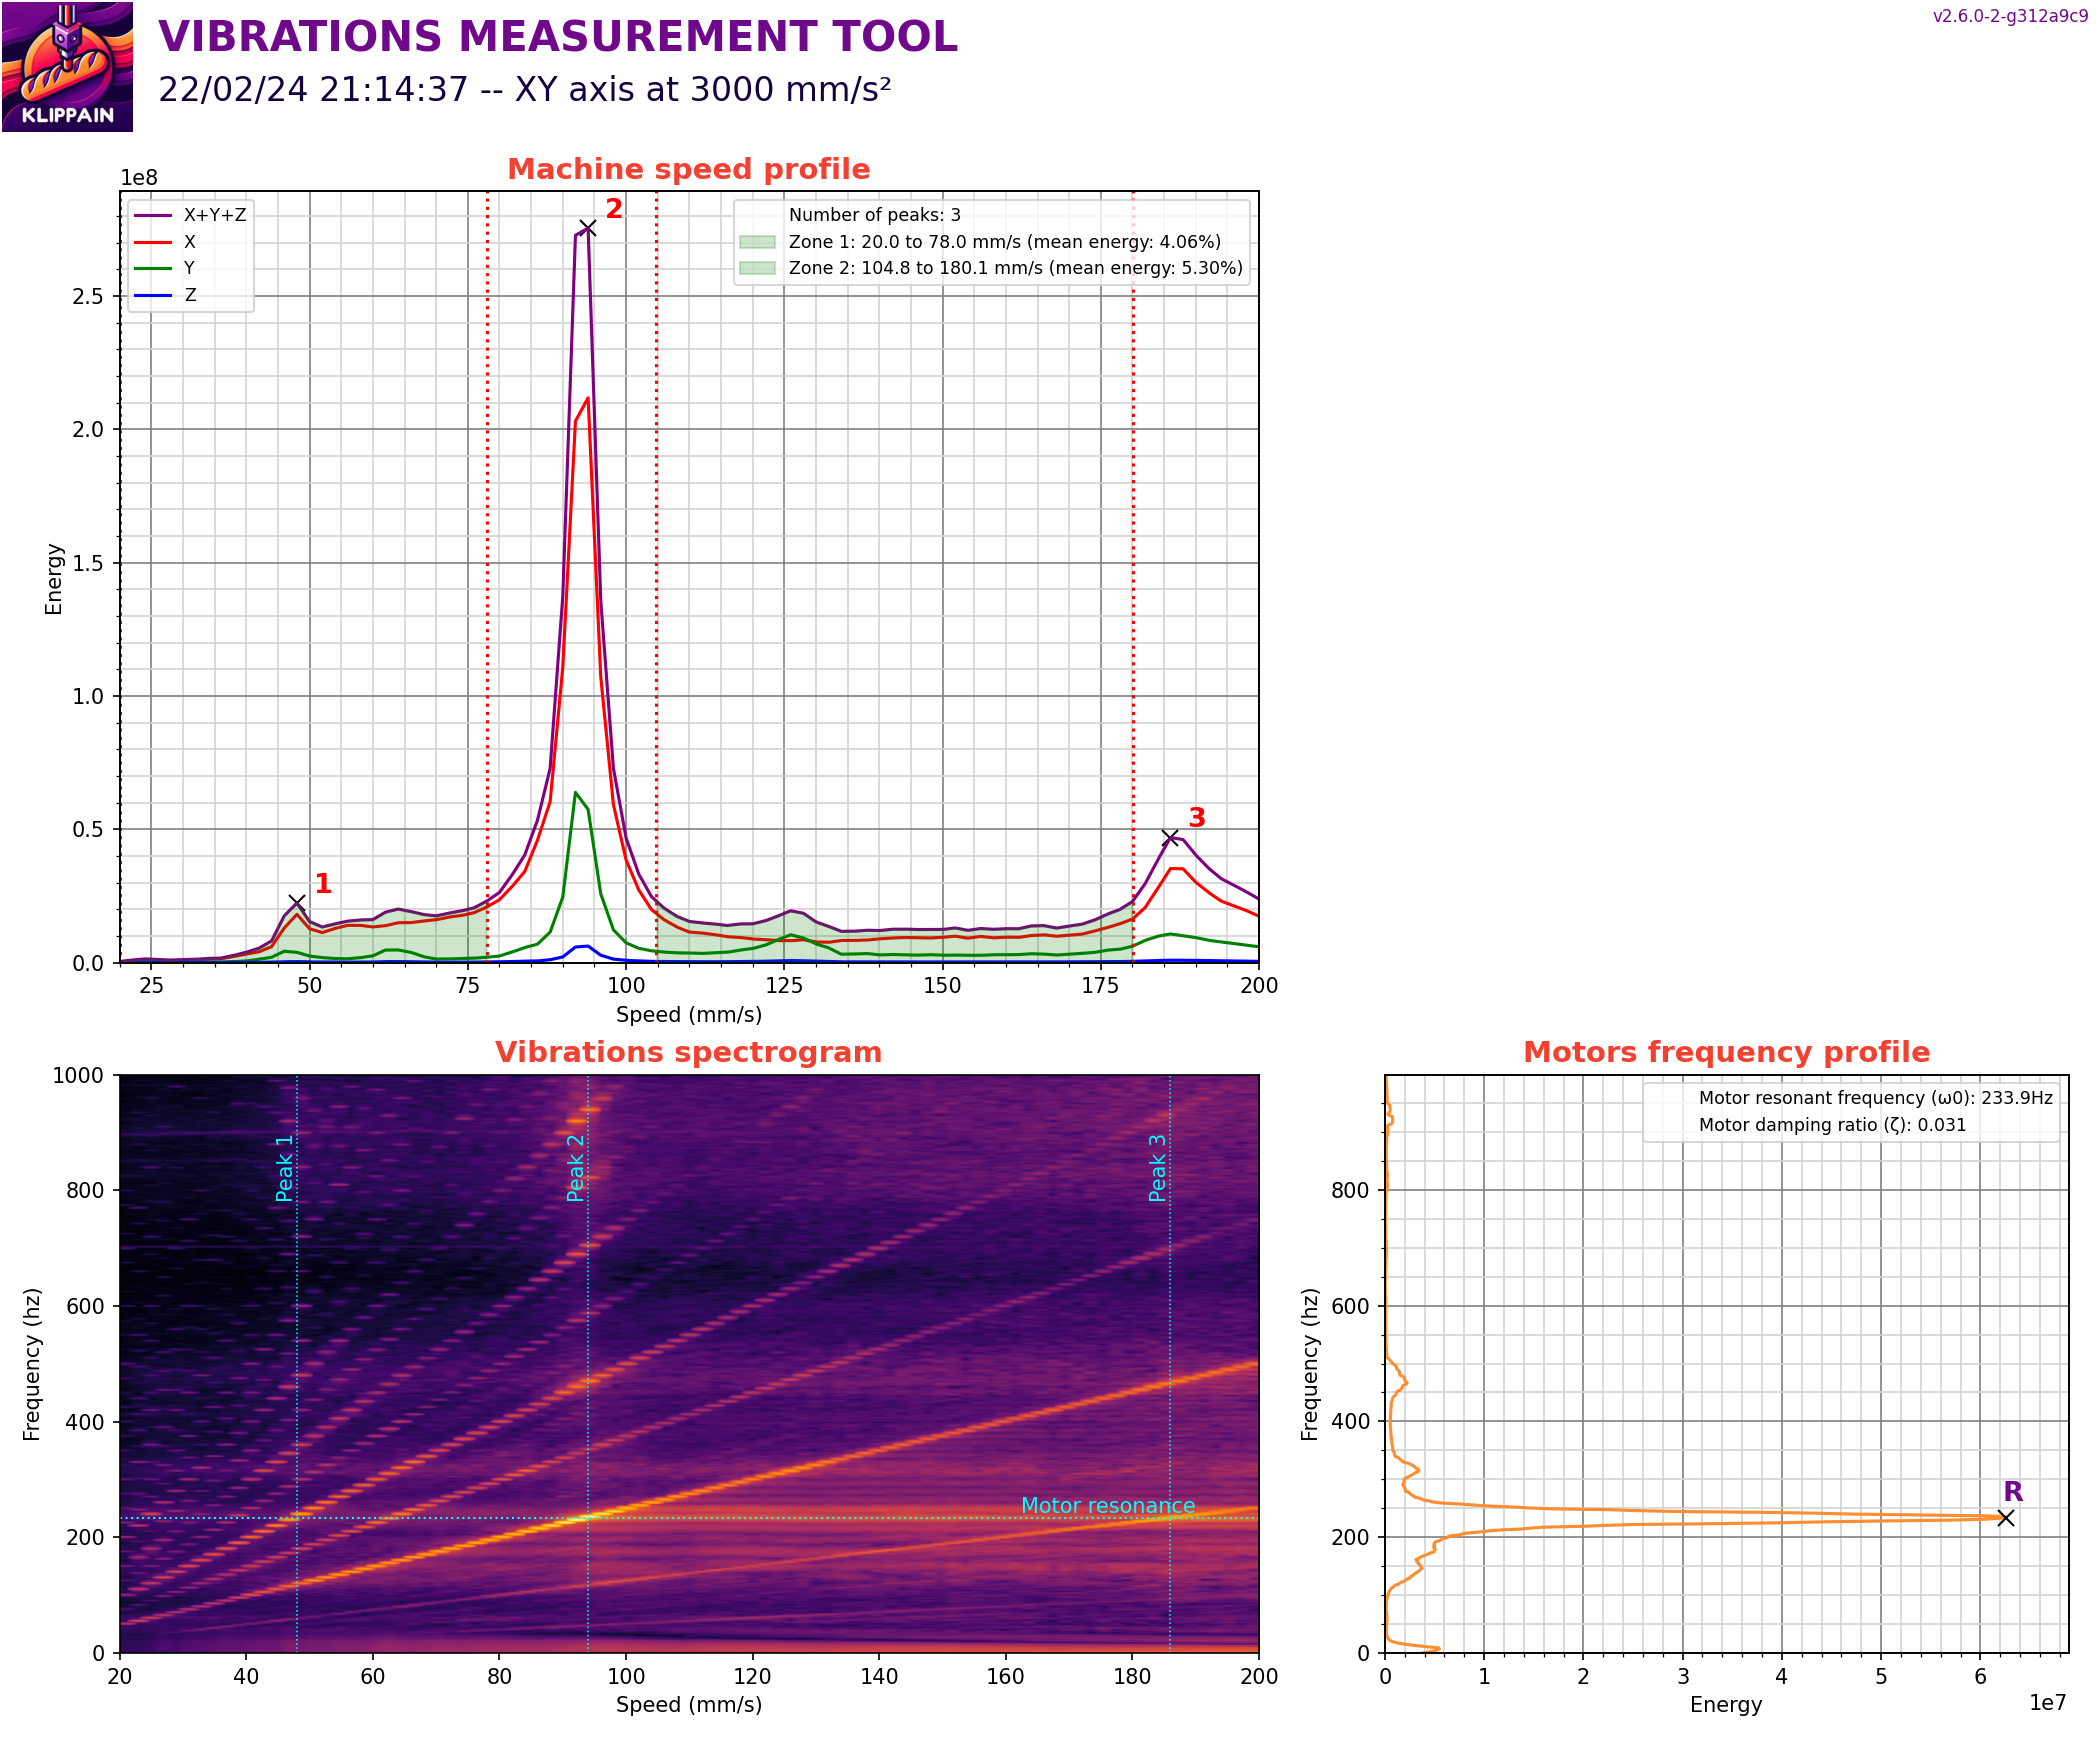 v2.6.0-2-g312a9c9
VIBRATIONS MEASUREMENT TOOL
22/02/24 21:14:37 -- XY axis at 3000 mm/s²
KLIPPAIN
Machine speed profile
1e8
X+Y+Z
X
Y
Z
Number of peaks: 3
Zone 1: 20.0 to 78.0 mm/s (mean energy: 4.06%)
Zone 2: 104.8 to 180.1 mm/s (mean energy: 5.30%)
2
3
1
2.5
2.0
1.5
1.0
0.5
0.0
Energy
25 50 75 100 125 150 175 200
Speed (mm/s)
Vibrations spectrogram
1000
800
600
400
200
0
Frequency (hz)
Peak 1
Peak 2
Peak 3
Motor resonance
20 40 60 80 100 120 140 160 180 200
Speed (mm/s)
Motors frequency profile
Motor resonant frequency (ω0): 233.9Hz
Motor damping ratio (ζ): 0.031
R
800
600
400
200
0
Frequency (hz)
0 1 2 3 4 5 6
Energy
1e7